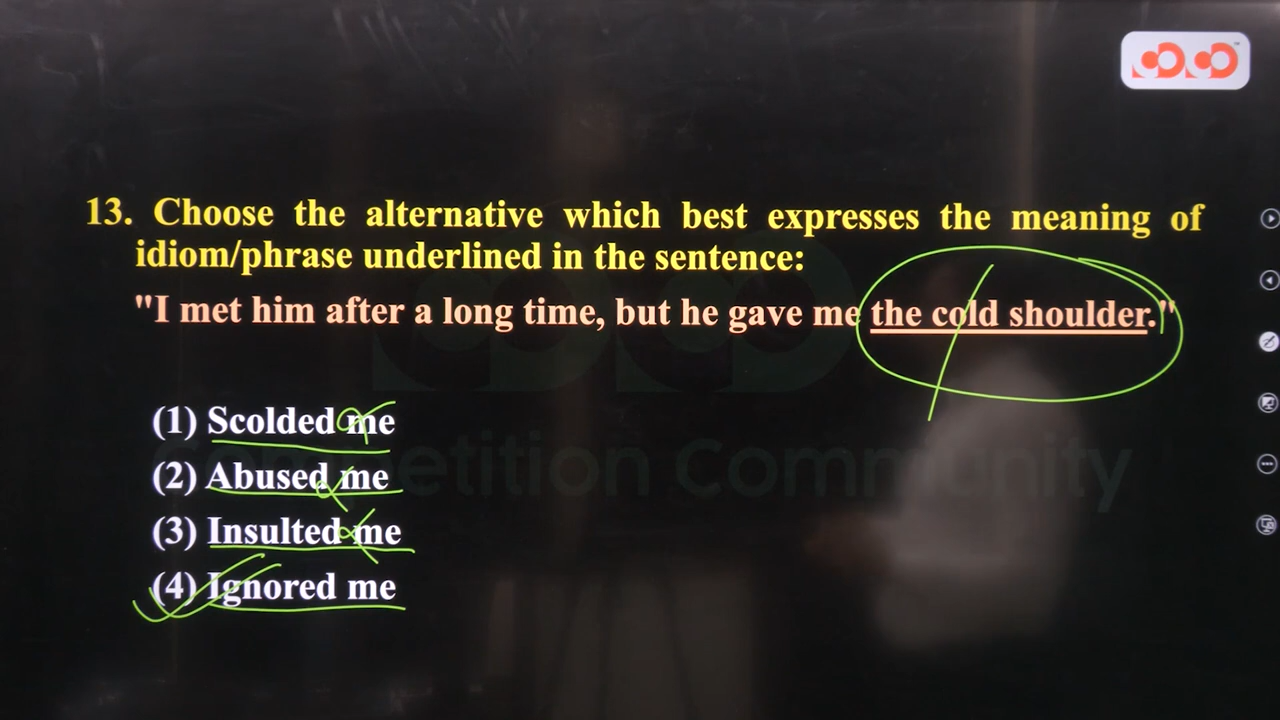 13. Choose the alternative which best expresses the meaning of
idiom/phrase underlined in the sentence:
"I met him after a long time, but he gave me the cold shoulder."
(1) Scolded me
(2) Abused me
(3) Insulted me
(4) Ignored me
Competition Community